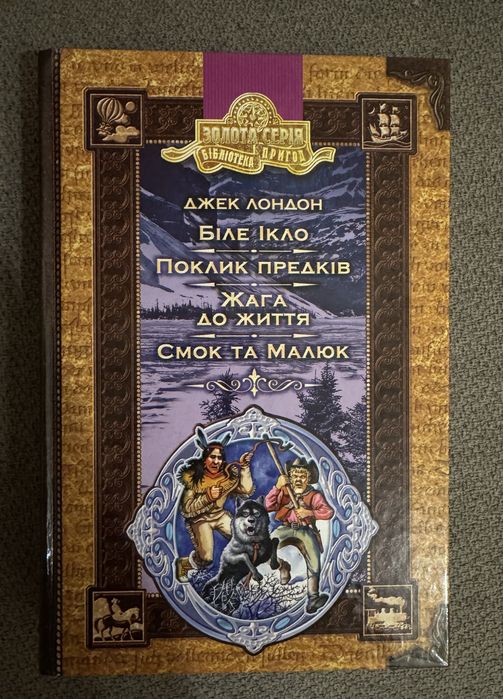 ЗОЛОТА СЕРІЯ
БІБЛІОТЕКА ПРИГОД
ДЖЕК ЛОНДОН
БІЛЕ ІКЛО
ПОКЛИК ПРЕДКІВ
ЖАГА
ДО ЖИТТЯ
СМОК ТА МАЛЮК